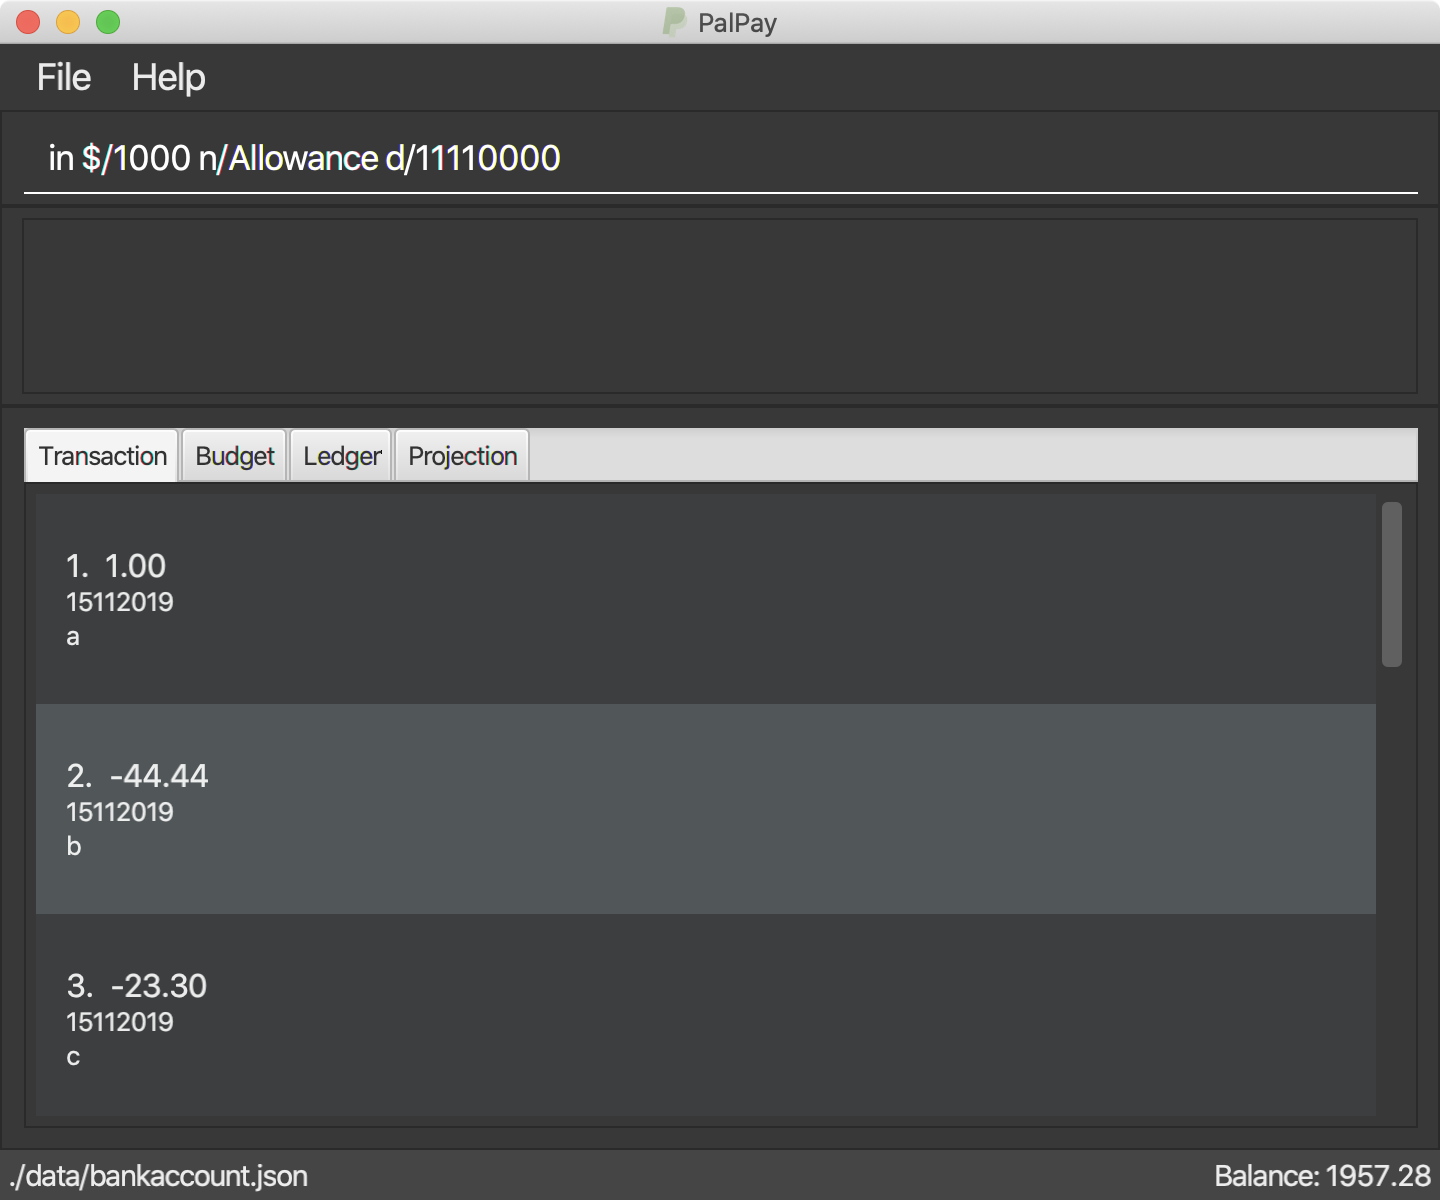 PalPay
File Help
in $/1000 n/Allowance d/11110000
Transaction Budget Ledger Projection
1. 1.00
15112019
a
2. -44.44
15112019
b
3. -23.30
15112019
c
./data/bankaccount.json Balance: 1957.28